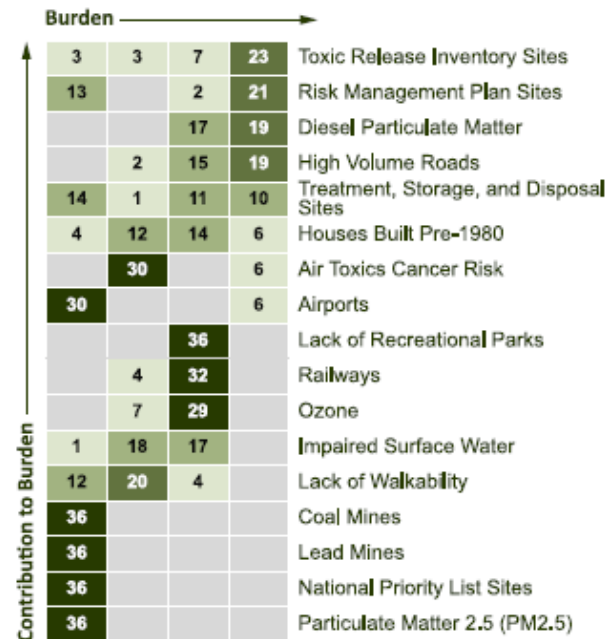 Burden
3 3 7 23 Toxic Release Inventory Sites
13 2 21 Risk Management Plan Sites
17 19 Diesel Particulate Matter
2 15 19 High Volume Roads
14 1 11 10 Treatment, Storage, and Disposal
Sites
4 12 14 6 Houses Built Pre-1980
30 6 Air Toxics Cancer Risk
30 6 Airports
36 Lack of Recreational Parks
4 32 Railways
7 29 Ozone
1 18 17 Impaired Surface Water
12 20 4 Lack of Walkability
36 Coal Mines
36 Lead Mines
36 National Priority List Sites
36 Particulate Matter 2.5 (PM2.5)
Contribution to Burden